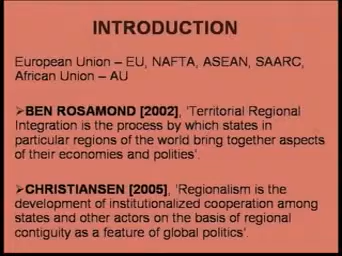 INTRODUCTION
European Union – EU, NAFTA, ASEAN, SAARC,
African Union – AU
➢BEN ROSAMOND [2002], 'Territorial Regional
Integration is the process by which states in
particular regions of the world bring together aspects
of their economies and polities'.
➢CHRISTIANSEN [2005], 'Regionalism is the
development of institutionalized cooperation among
states and other actors on the basis of regional
contiguity as a feature of global politics'.